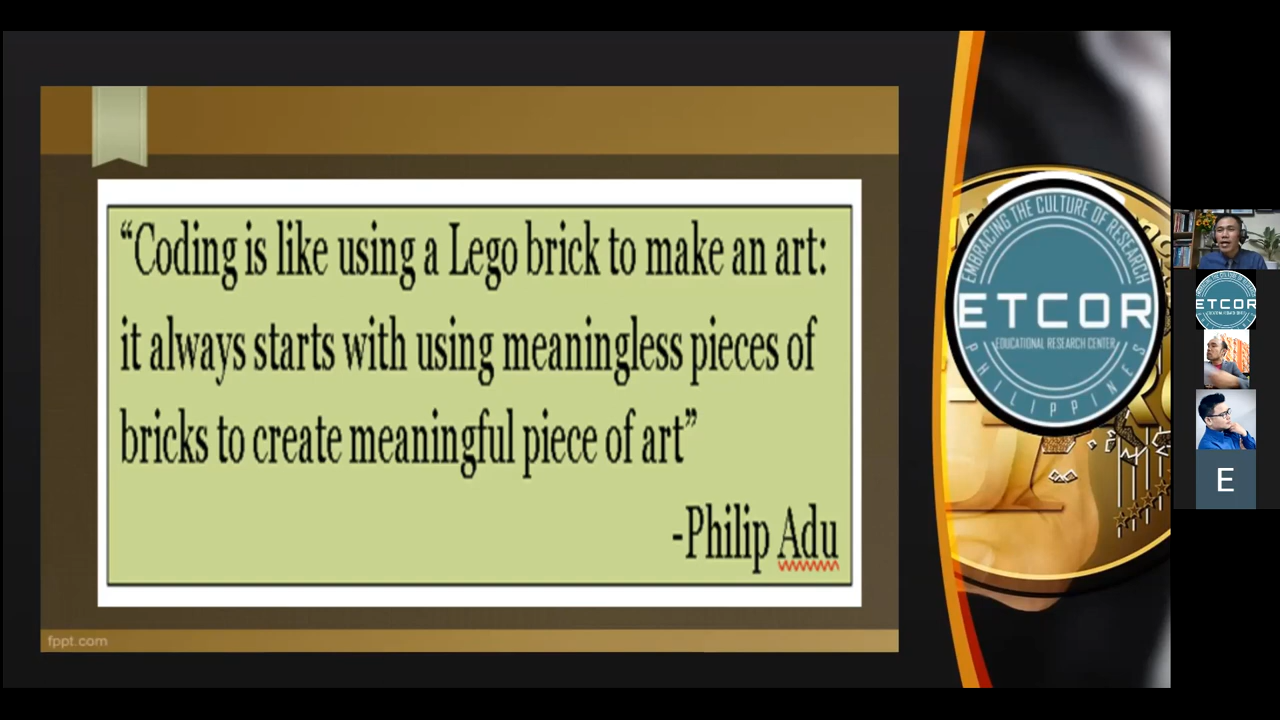 “Coding is like using a Lego brick to make an art:
it always starts with using meaningless pieces of
bricks to create meaningful piece of art”
-Philip Adu
fppt.com
EMBRACING THE CULTURE OF RESEARCH
ETCOR
EDUCATIONAL RESEARCH CENTER
PHILIPPINES
ETCOR
E